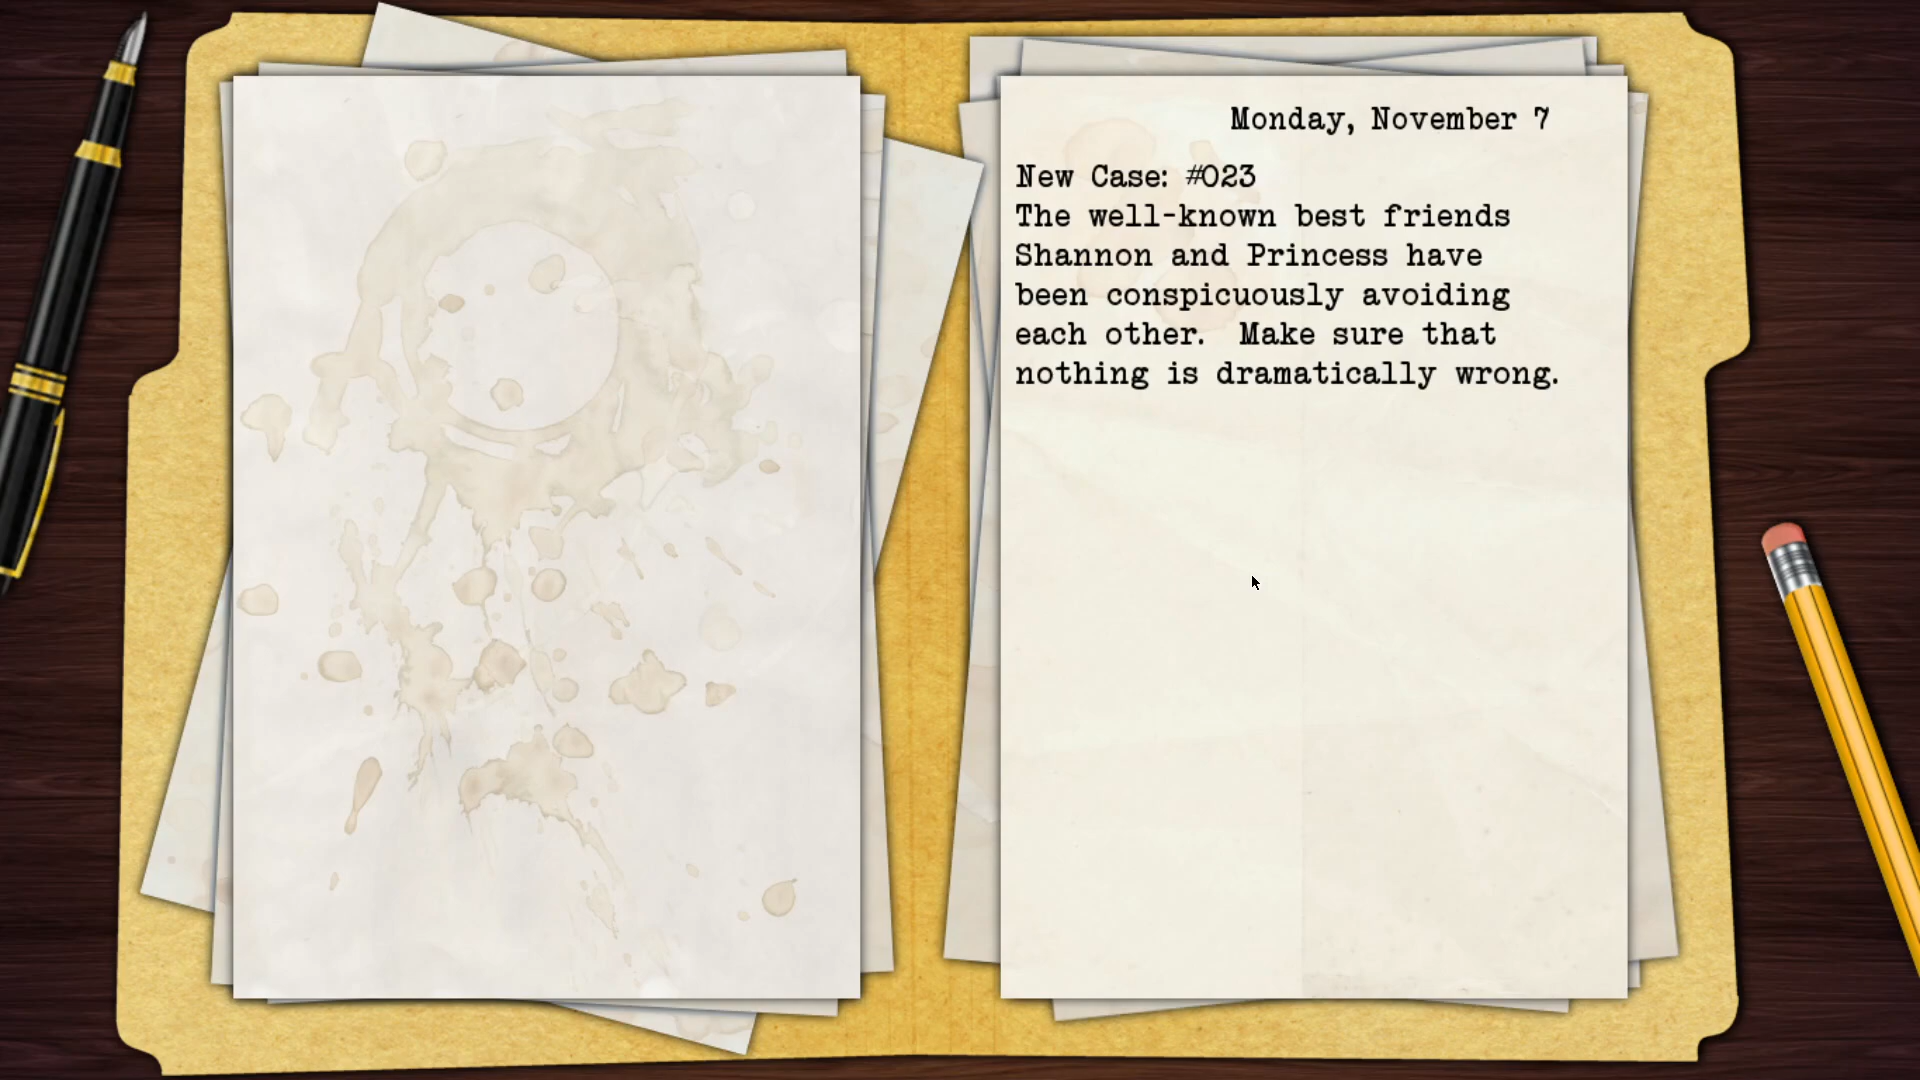 Monday, November 7
New Case: #023
The well-known best friends
Shannon and Princess have
been conspicuously avoiding
each other.  Make sure that
nothing is dramatically wrong.